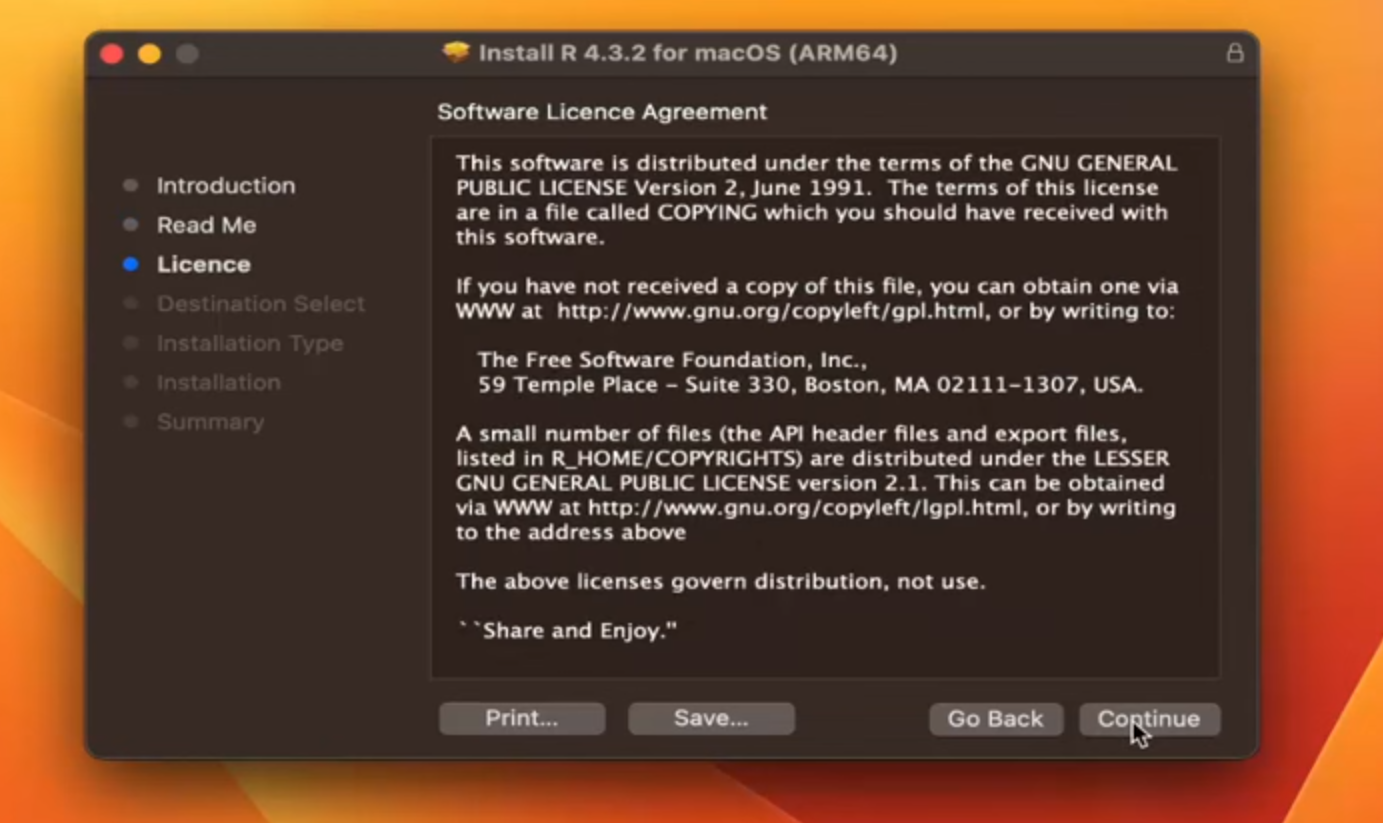 Install R 4.3.2 for macOS (ARM64)
Software Licence Agreement
Introduction
Read Me
Licence
Destination Select
Installation Type
Installation
Summary
This software is distributed under the terms of the GNU GENERAL
PUBLIC LICENSE Version 2, June 1991.  The terms of this license
are in a file called COPYING which you should have received with
this software.
If you have not received a copy of this file, you can obtain one via
WWW at  http://www.gnu.org/copyleft/gpl.html, or by writing to:
The Free Software Foundation, Inc.,
59 Temple Place – Suite 330, Boston, MA 02111-1307, USA.
A small number of files (the API header files and export files,
listed in R_HOME/COPYRIGHTS) are distributed under the LESSER
GNU GENERAL PUBLIC LICENSE version 2.1. This can be obtained
via WWW at http://www.gnu.org/copyleft/lgpl.html, or by writing
to the address above
The above licenses govern distribution, not use.
``Share and Enjoy.''
Print...
Save...
Go Back
Continue